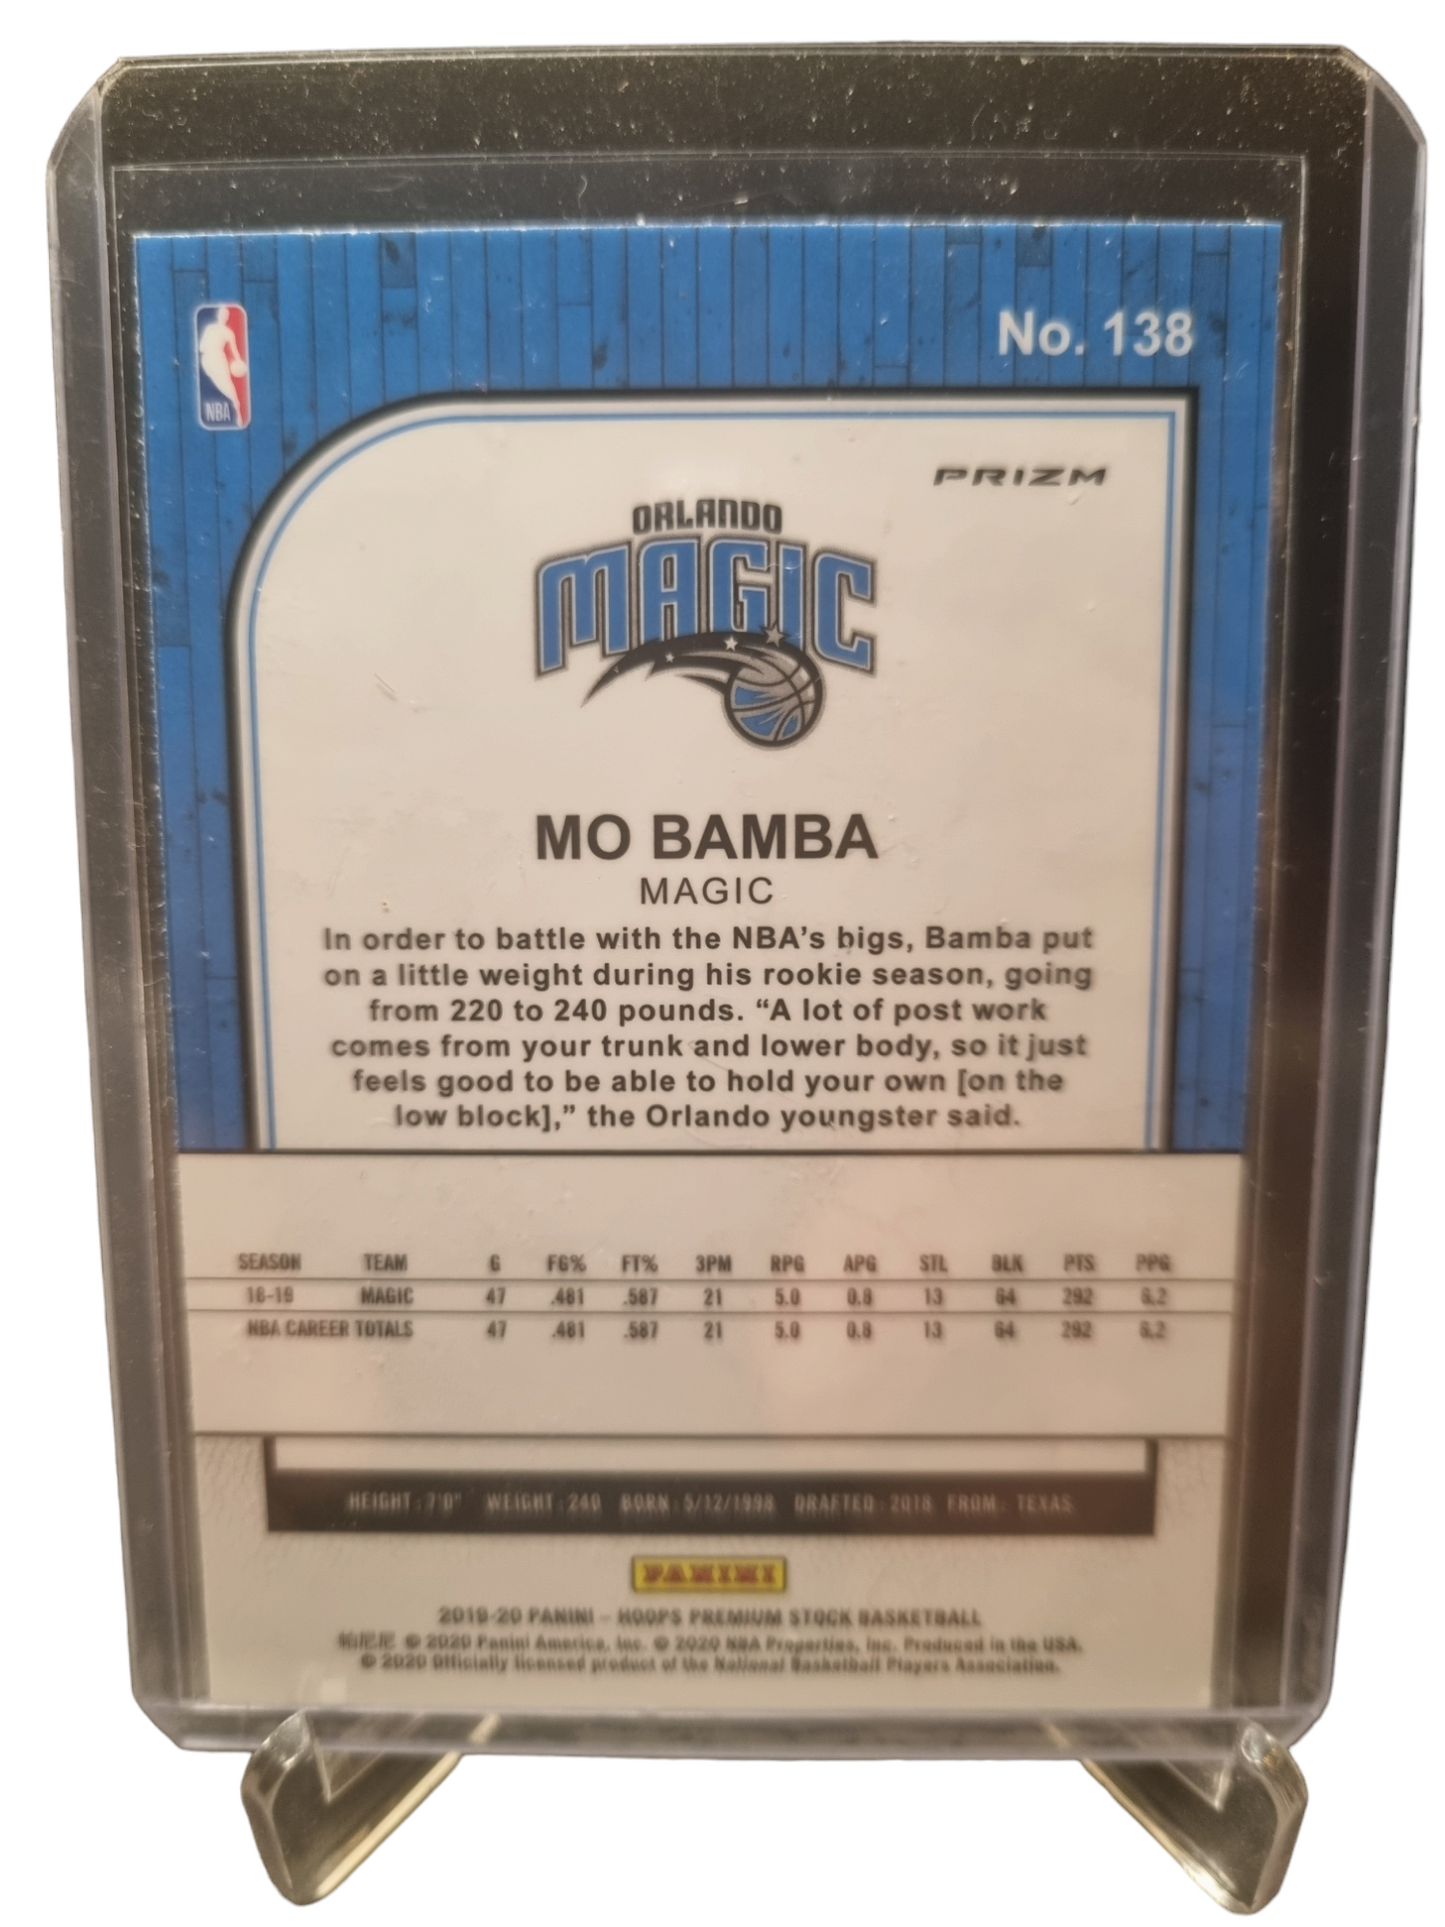 No. 138
NBA
PRIZM
ORLANDO
MAGIC
MO BAMBA
MAGIC
In order to battle with the NBA's bigs, Bamba put
on a little weight during his rookie season, going
from 220 to 240 pounds. “A lot of post work
comes from your trunk and lower body, so it just
feels good to be able to hold your own [on the
low block],” the Orlando youngster said.
SEASON TEAM G FG% FT% 3PM RPG APG STL BLK PTS PPG
18-19 MAGIC 47 .481 .587 21 5.0 0.8 13 64 292 6.2
NBA CAREER TOTALS 47 .481 .587 21 5.0 0.8 13 64 292 6.2
HEIGHT: 7'0" WEIGHT: 240 BORN: 5/12/1998 DRAFTED: 2018 FROM: TEXAS
PANINI
2019-20 PANINI – HOOPS PREMIUM STOCK BASKETBALL
帕尼尼 © 2020 Panini America, Inc. © 2020 NBA Properties, Inc. Produced in the USA.
© 2020 Officially licensed product of the National Basketball Players Association.